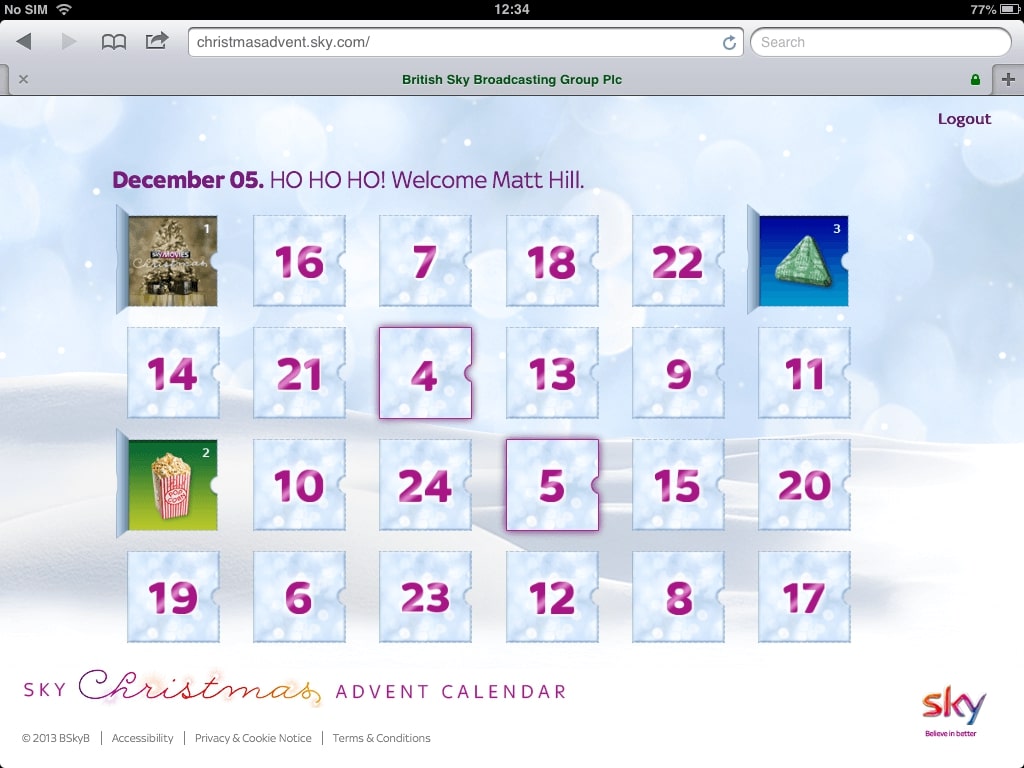 No SIM 12:34 77%
christmasadvent.sky.com/ Search
British Sky Broadcasting Group Plc
Logout
December 05. HO HO HO! Welcome Matt Hill.
1 16 7 18 22 3
sky MOVIES
Christmas
14 21 4 13 9 11
2 10 24 5 15 20
POP
CORN
19 6 23 12 8 17
SKY Christmas ADVENT CALENDAR
sky
Believe in better
© 2013 BSkyB | Accessibility | Privacy & Cookie Notice | Terms & Conditions